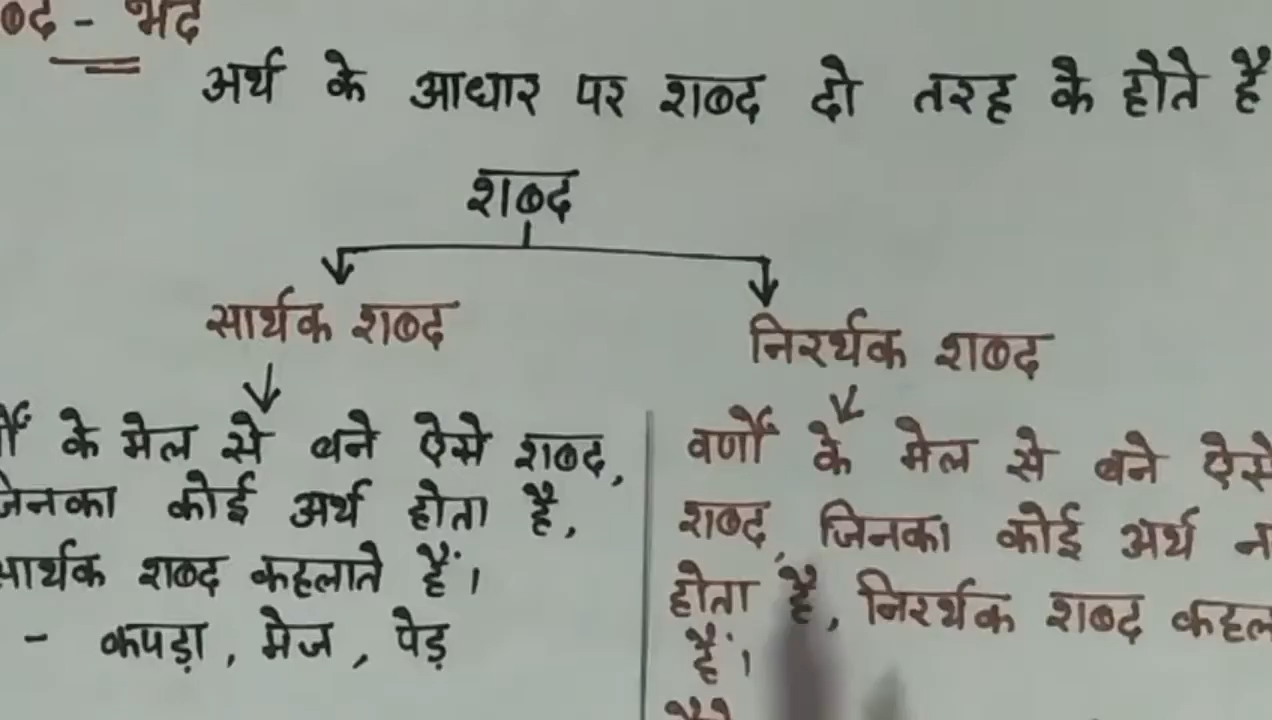 शब्द - भेद
अर्थ के आधार पर शब्द दो तरह के होते हैं
शब्द
सार्थक शब्द
निरर्थक शब्द
के मेल से बने ऐसे शब्द,
जिनका कोई अर्थ होता है,
सार्थक शब्द कहलाते हैं।
- कपड़ा, मेज, पेड़
वर्णों के मेल से बने ऐसे
शब्द, जिनका कोई अर्थ न
होता है, निरर्थक शब्द कहल
हैं।